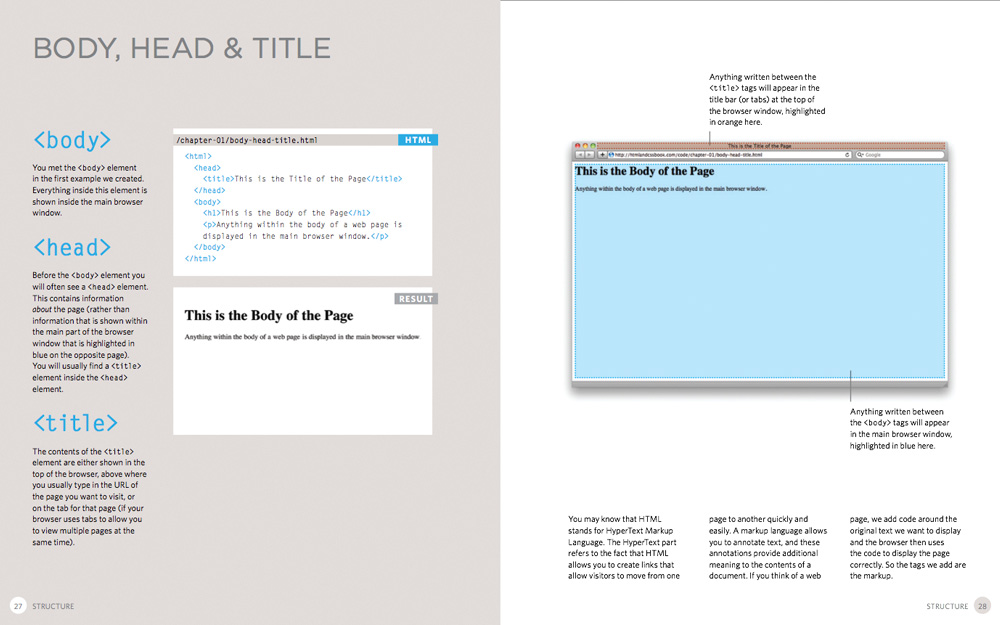 BODY, HEAD & TITLE
<body>
You met the <body> element
in the first example we created.
Everything inside this element is
shown inside the main browser
window.
<head>
Before the <body> element you
will often see a <head> element.
This contains information
about the page (rather than
information that is shown within
the main part of the browser
window that is highlighted in
blue on the opposite page).
You will usually find a <title>
element inside the <head>
element.
<title>
The contents of the <title>
element are either shown in the
top of the browser, above where
you usually type in the URL of
the page you want to visit, or
on the tab for that page (if your
browser uses tabs to allow you
to view multiple pages at the
same time).
/chapter-01/body-head-title.html
HTML
<html>
<head>
<title>This is the Title of the Page</title>
</head>
<body>
<h1>This is the Body of the Page</h1>
<p>Anything within the body of a web page is
displayed in the main browser window.</p>
</body>
</html>
RESULT
This is the Body of the Page
Anything within the body of a web page is displayed in the main browser window
27 STRUCTURE
Anything written between the
<title> tags will appear in the
title bar (or tabs) at the top of
the browser window, highlighted
in orange here.
This is the Title of the Page
http://htmlandcssbook.com/code/chapter-01/body-head-title.html
Google
This is the Body of the Page
Anything within the body of a web page is displayed in the main browser window.
Anything written between
the <body> tags will appear
in the main browser window,
highlighted in blue here.
You may know that HTML
stands for HyperText Markup
Language. The HyperText part
refers to the fact that HTML
allows you to create links that
allow visitors to move from one
page to another quickly and
easily. A markup language allows
you to annotate text, and these
annotations provide additional
meaning to the contents of a
document. If you think of a web
page, we add code around the
original text we want to display
and the browser then uses
the code to display the page
correctly. So the tags we add are
the markup.
STRUCTURE 28